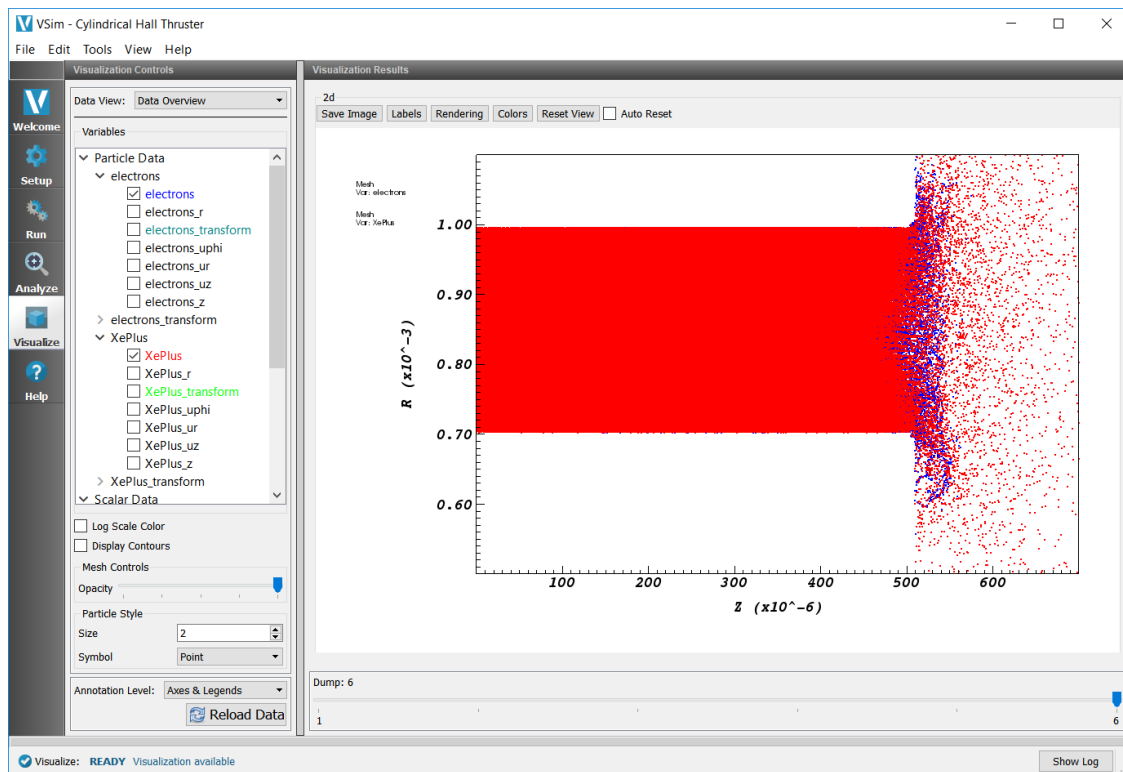 VSim - Cylindrical Hall Thruster
File Edit Tools View Help
Visualization Controls
Visualization Results
Welcome
Setup
Run
Analyze
Visualize
Help
Data View: Data Overview
Variables
Particle Data
electrons
electrons
electrons_r
electrons_transform
electrons_uphi
electrons_ur
electrons_uz
electrons_z
electrons_transform
XePlus
XePlus
XePlus_r
XePlus_transform
XePlus_uphi
XePlus_ur
XePlus_uz
XePlus_z
XePlus_transform
Scalar Data
Log Scale Color
Display Contours
Mesh Controls
Opacity
Particle Style
Size 2
Symbol Point
Annotation Level: Axes & Legends
Reload Data
2d
Save Image Labels Rendering Colors Reset View Auto Reset
Mesh
Var: electrons
Mesh
Var: XePlus
1.00
0.90
0.80
0.70
0.60
R (x10^-3)
100 200 300 400 500 600
Z (x10^-6)
Dump: 6
1 6
Visualize: READY Visualization available
Show Log